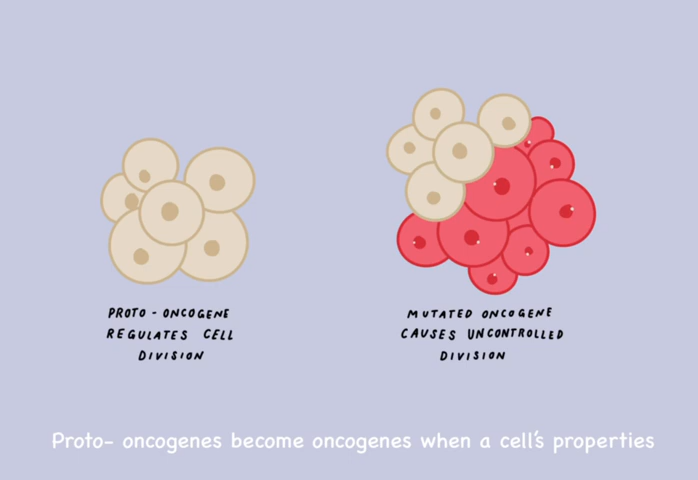 PROTO - ONCOGENE
REGULATES CELL
DIVISION
MUTATED ONCOGENE
CAUSES UNCONTROLLED
DIVISION
Proto- oncogenes become oncogenes when a cell's properties